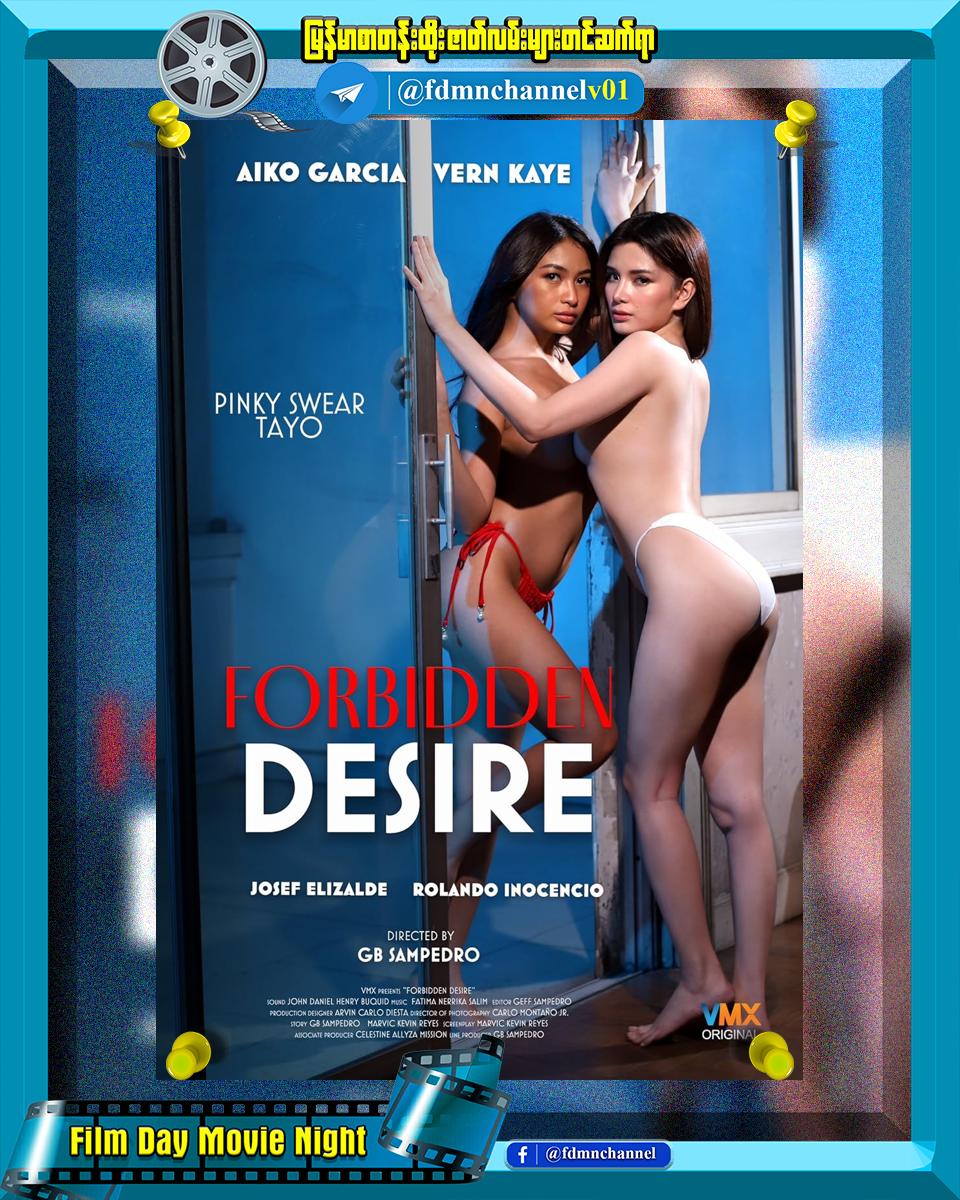 မြန်မာစာတန်းထိုးဇာတ်လမ်းများတင်ဆက်ရာ
@fdmnchannelv01
AIKO GARCIA VERN KAYE
PINKY SWEAR
TAYO
FORBIDDEN
DESIRE
JOSEF ELIZALDE ROLANDO INOCENCIO
DIRECTED BY
GB SAMPEDRO
VMX PRESENTS "FORBIDDEN DESIRE"
SOUND JOHN DANIEL HENRY BUQUID MUSIC FATIMA NERRIKA SALIM EDITOR GEFF SAMPEDRO
PRODUCTION DESIGNER ARVIN CARLO DIESTA DIRECTOR OF PHOTOGRAPHY CARLO MONTAÑO JR.
STORY GB SAMPEDRO MARVIC KEVIN REYES SCREENPLAY MARVIC KEVIN REYES
ASSOCIATE PRODUCER CELESTINE ALLYZA MISSION LINE GB SAMPEDRO
VMX
ORIGINAL
Film Day Movie Night
@fdmnchannel